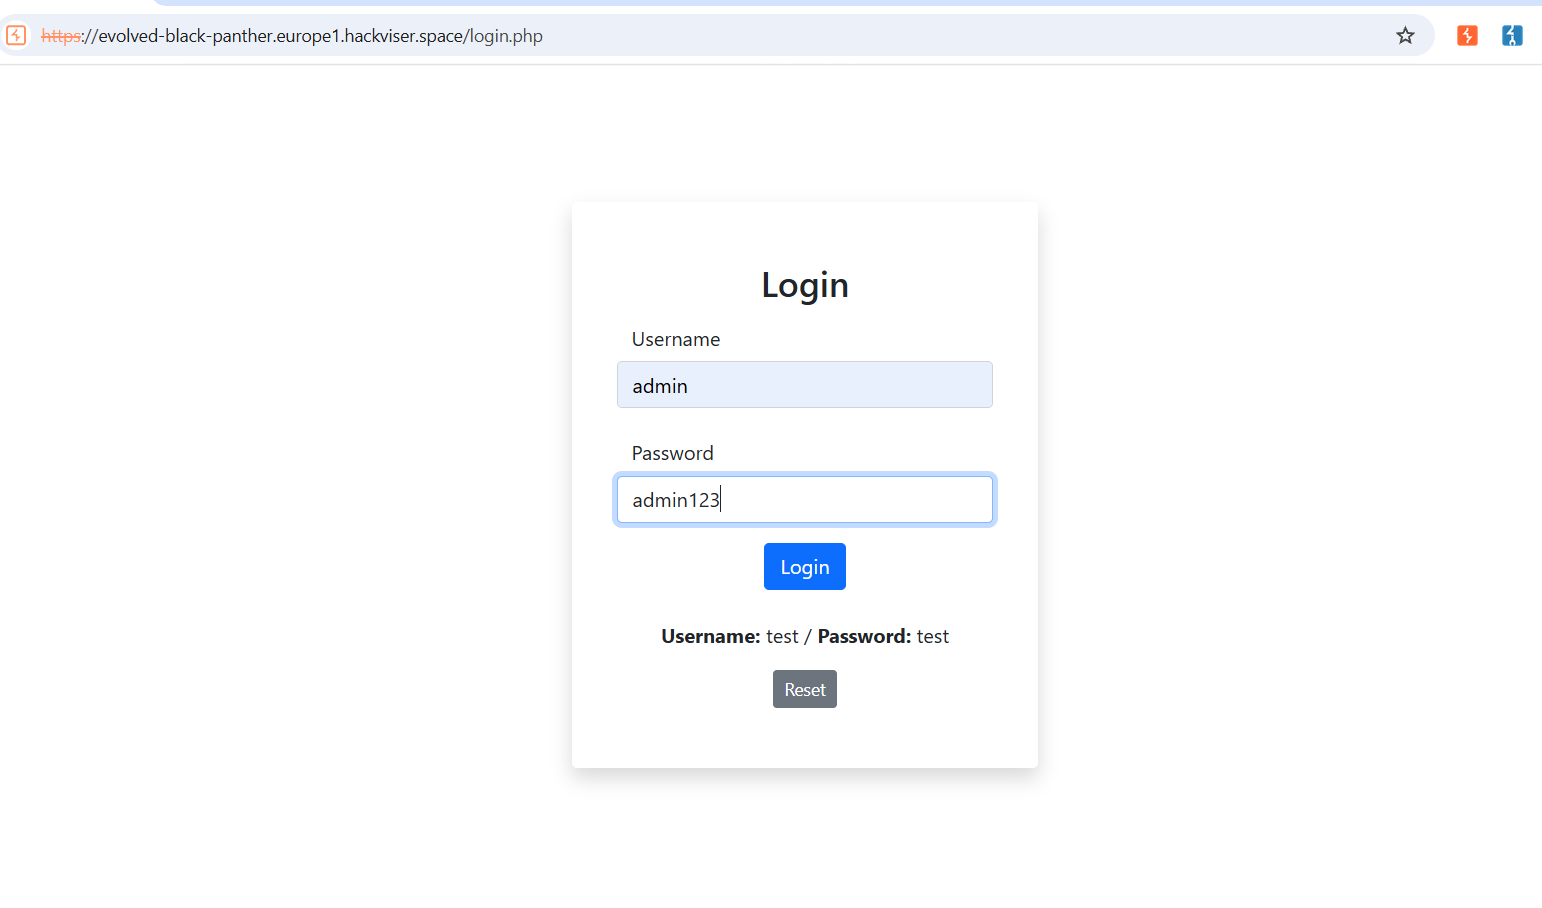 https://evolved-black-panther.europe1.hackviser.space/login.php
Login
Username
admin
Password
admin123
Login
Username: test / Password: test
Reset